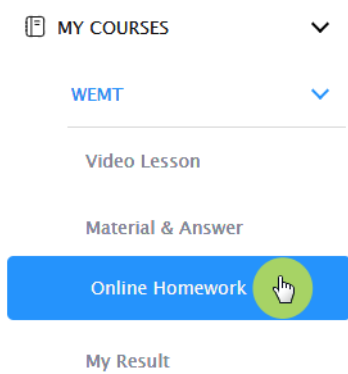 MY COURSES
WEMT
Video Lesson
Material & Answer
Online Homework
My Result